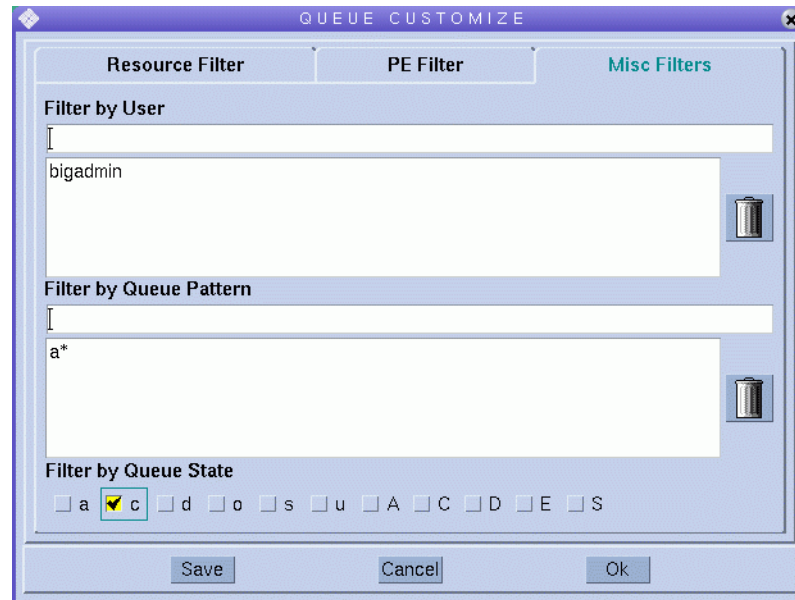 QUEUE CUSTOMIZE
Resource Filter PE Filter Misc Filters
Filter by User
bigadmin
Filter by Queue Pattern
a*
Filter by Queue State
a c d o s u A C D E S
Save Cancel Ok